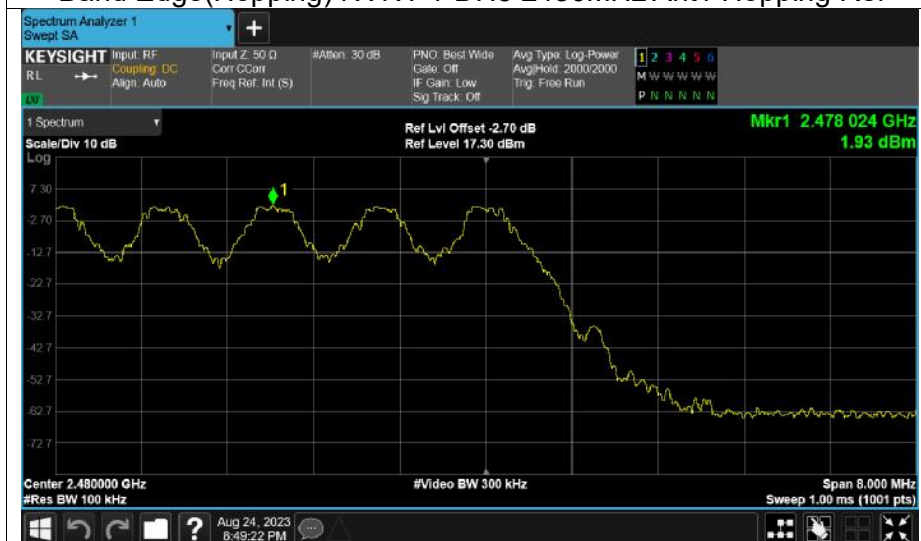 Spectrum Analyzer 1
Swept SA
+
KEYSIGHT Input: RF Input Z: 50 Ω #Atten: 30 dB PNO: Best Wide Avg Type: Log-Power 1 2 3 4 5 6
RL Coupling: DC Corr CCorr Gate: Off Avg|Hold: 2000/2000 M W W W W W
Align: Auto Freq Ref: Int (S) IF Gain: Low Trig: Free Run
LXI Sig Track: Off P N N N N N
1 Spectrum Ref Lvl Offset -2.70 dB Mkr1 2.478 024 GHz
Scale/Div 10 dB Ref Level 17.30 dBm 1.93 dBm
Log
7.30
1
-2.70
-12.7
-22.7
-32.7
-42.7
-52.7
-62.7
-72.7
Center 2.480000 GHz #Video BW 300 kHz Span 8.000 MHz
#Res BW 100 kHz Sweep 1.00 ms (1001 pts)
? Aug 24, 2023
8:49:22 PM